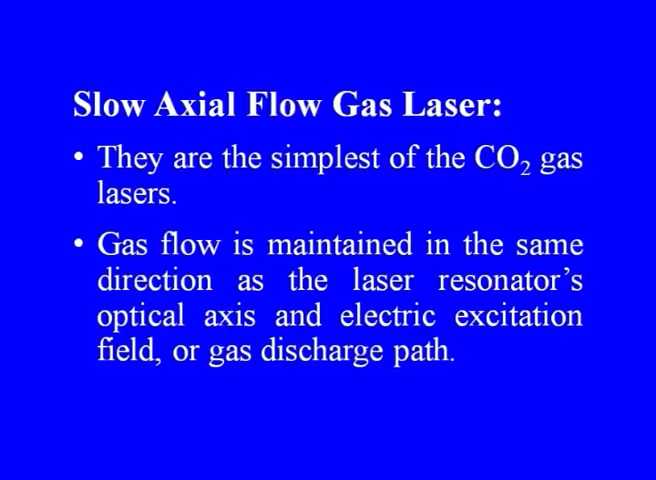 Slow Axial Flow Gas Laser:
• They are the simplest of the CO₂ gas
lasers.
• Gas flow is maintained in the same
direction as the laser resonator's
optical axis and electric excitation
field, or gas discharge path.